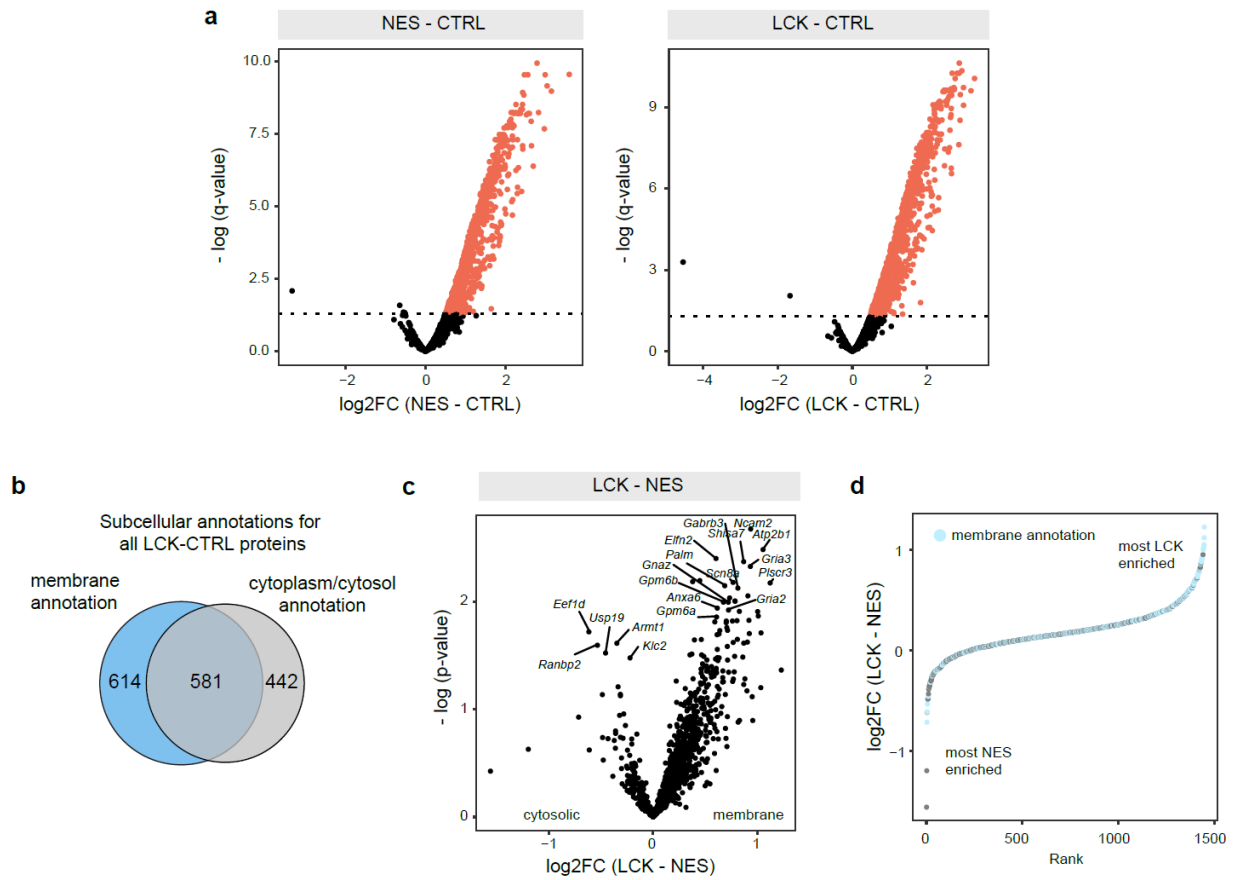 a
NES - CTRL
LCK - CTRL
10.0
7.5
5.0
2.5
0.0
- log (q-value)
−2
0
2
log2FC (NES - CTRL)
9
6
3
0
- log (q-value)
−4
−2
0
2
log2FC (LCK - CTRL)
b
Subcellular annotations for
all LCK-CTRL proteins
membrane
annotation
cytoplasm/cytosol
annotation
614
581
442
c
LCK - NES
Gabrb3
Ncam2
Shisa7
Atp2b1
Elfn2
Palm
Gria3
Gnaz
Scn8a
Plscr3
Gpm6b
Anxa6
Gria2
Gpm6a
Eef1d
Usp19
Armt1
Klc2
Ranbp2
2
1
0
- log (p-value)
cytosolic
membrane
−1
0
1
log2FC (LCK - NES)
d
membrane annotation
most LCK
enriched
1
0
−1
log2FC (LCK - NES)
most NES
enriched
0
500
1000
1500
Rank